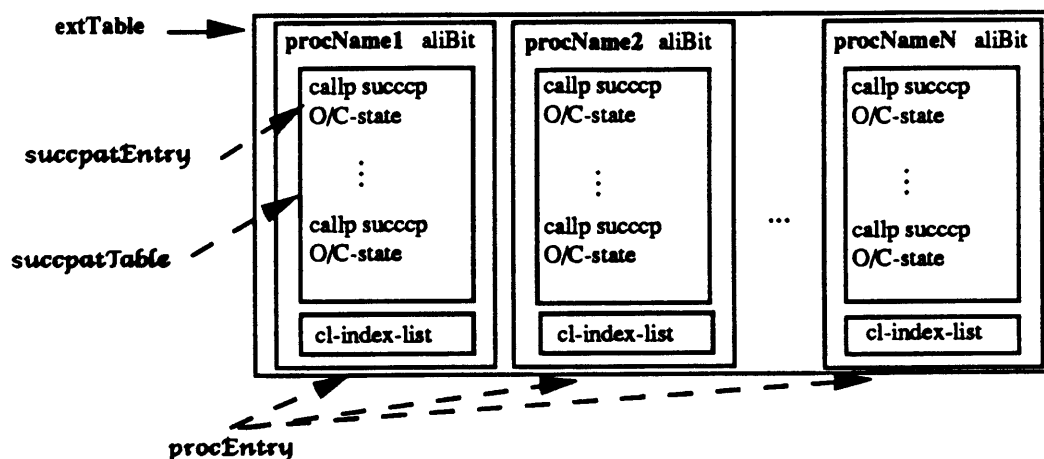 extTable
procName1 aliBit
callp succcp
O/C-state
⋮
callp succcp
O/C-state
cl-index-list
procName2 aliBit
callp succcp
O/C-state
⋮
callp succcp
O/C-state
cl-index-list
...
procNameN aliBit
callp succcp
O/C-state
⋮
callp succcp
O/C-state
cl-index-list
succpatEntry
succpatTable
procEntry